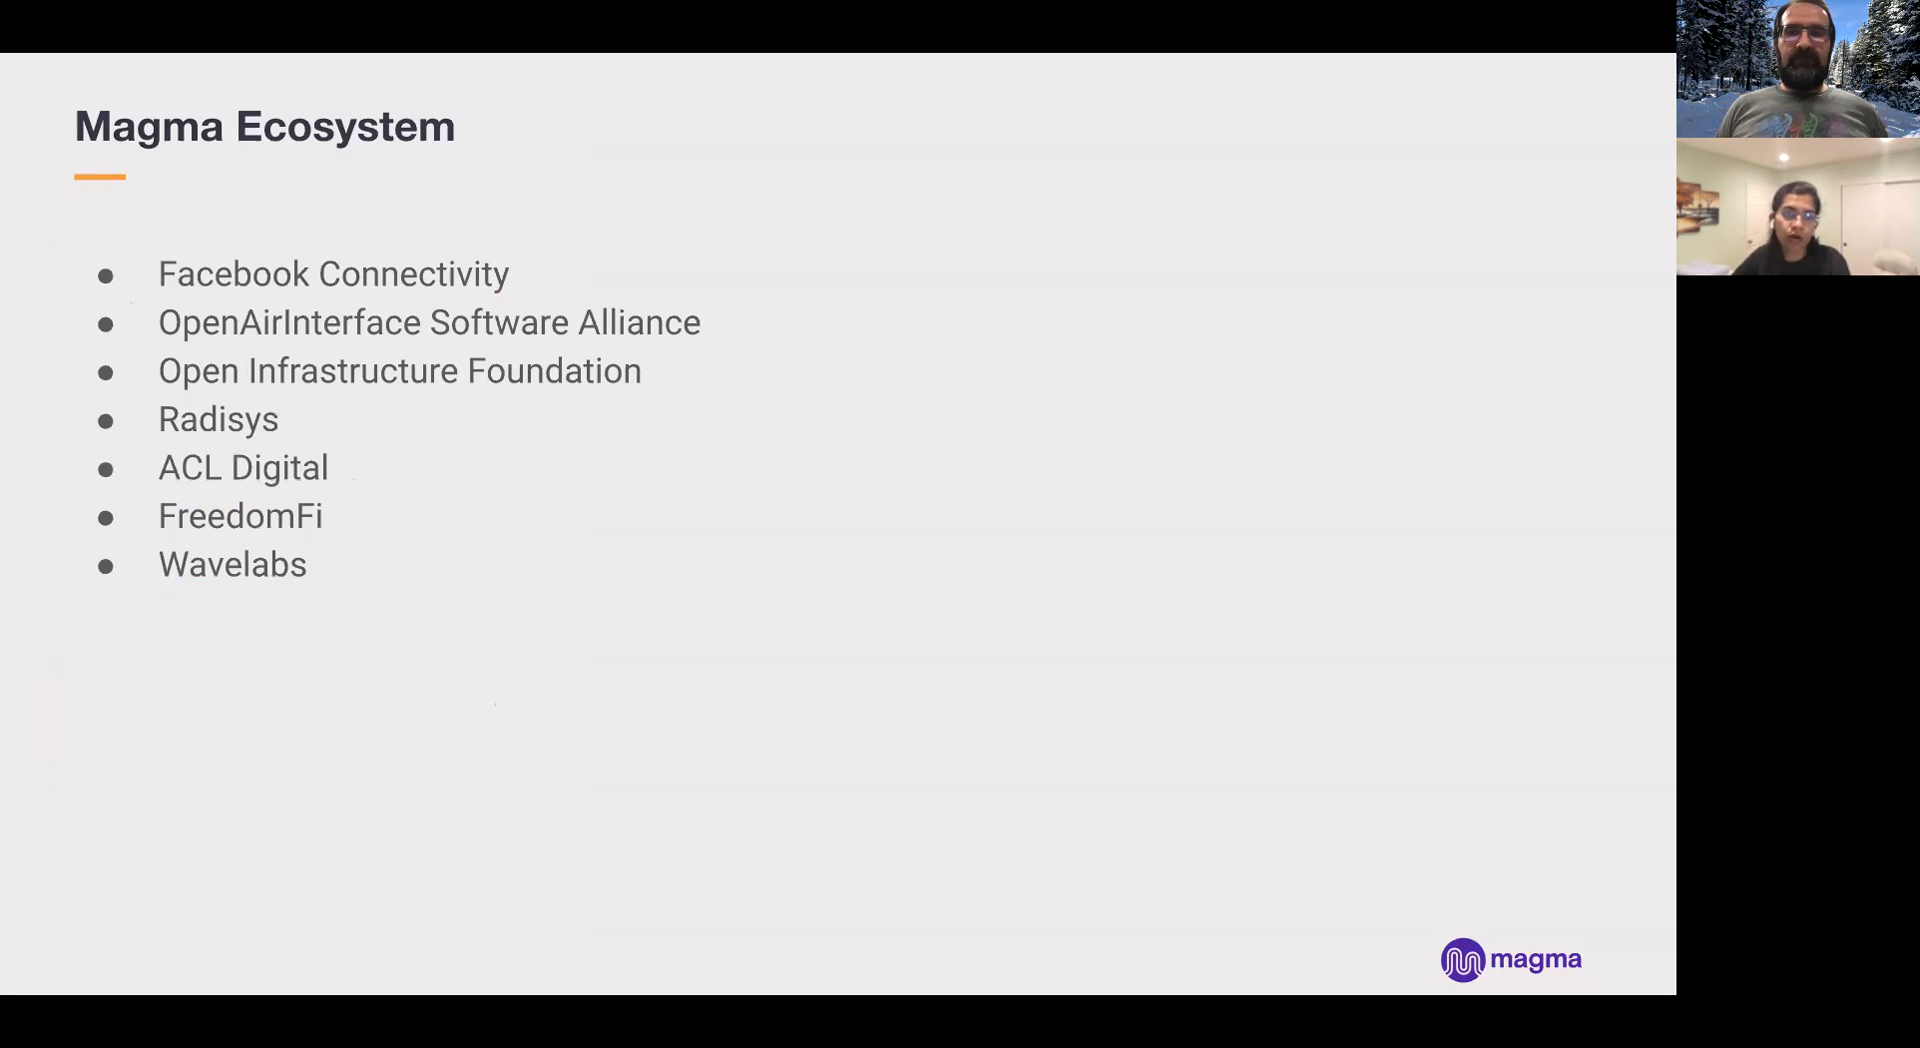 Magma Ecosystem
● Facebook Connectivity
● OpenAirInterface Software Alliance
● Open Infrastructure Foundation
● Radisys
● ACL Digital
● FreedomFi
● Wavelabs
magma